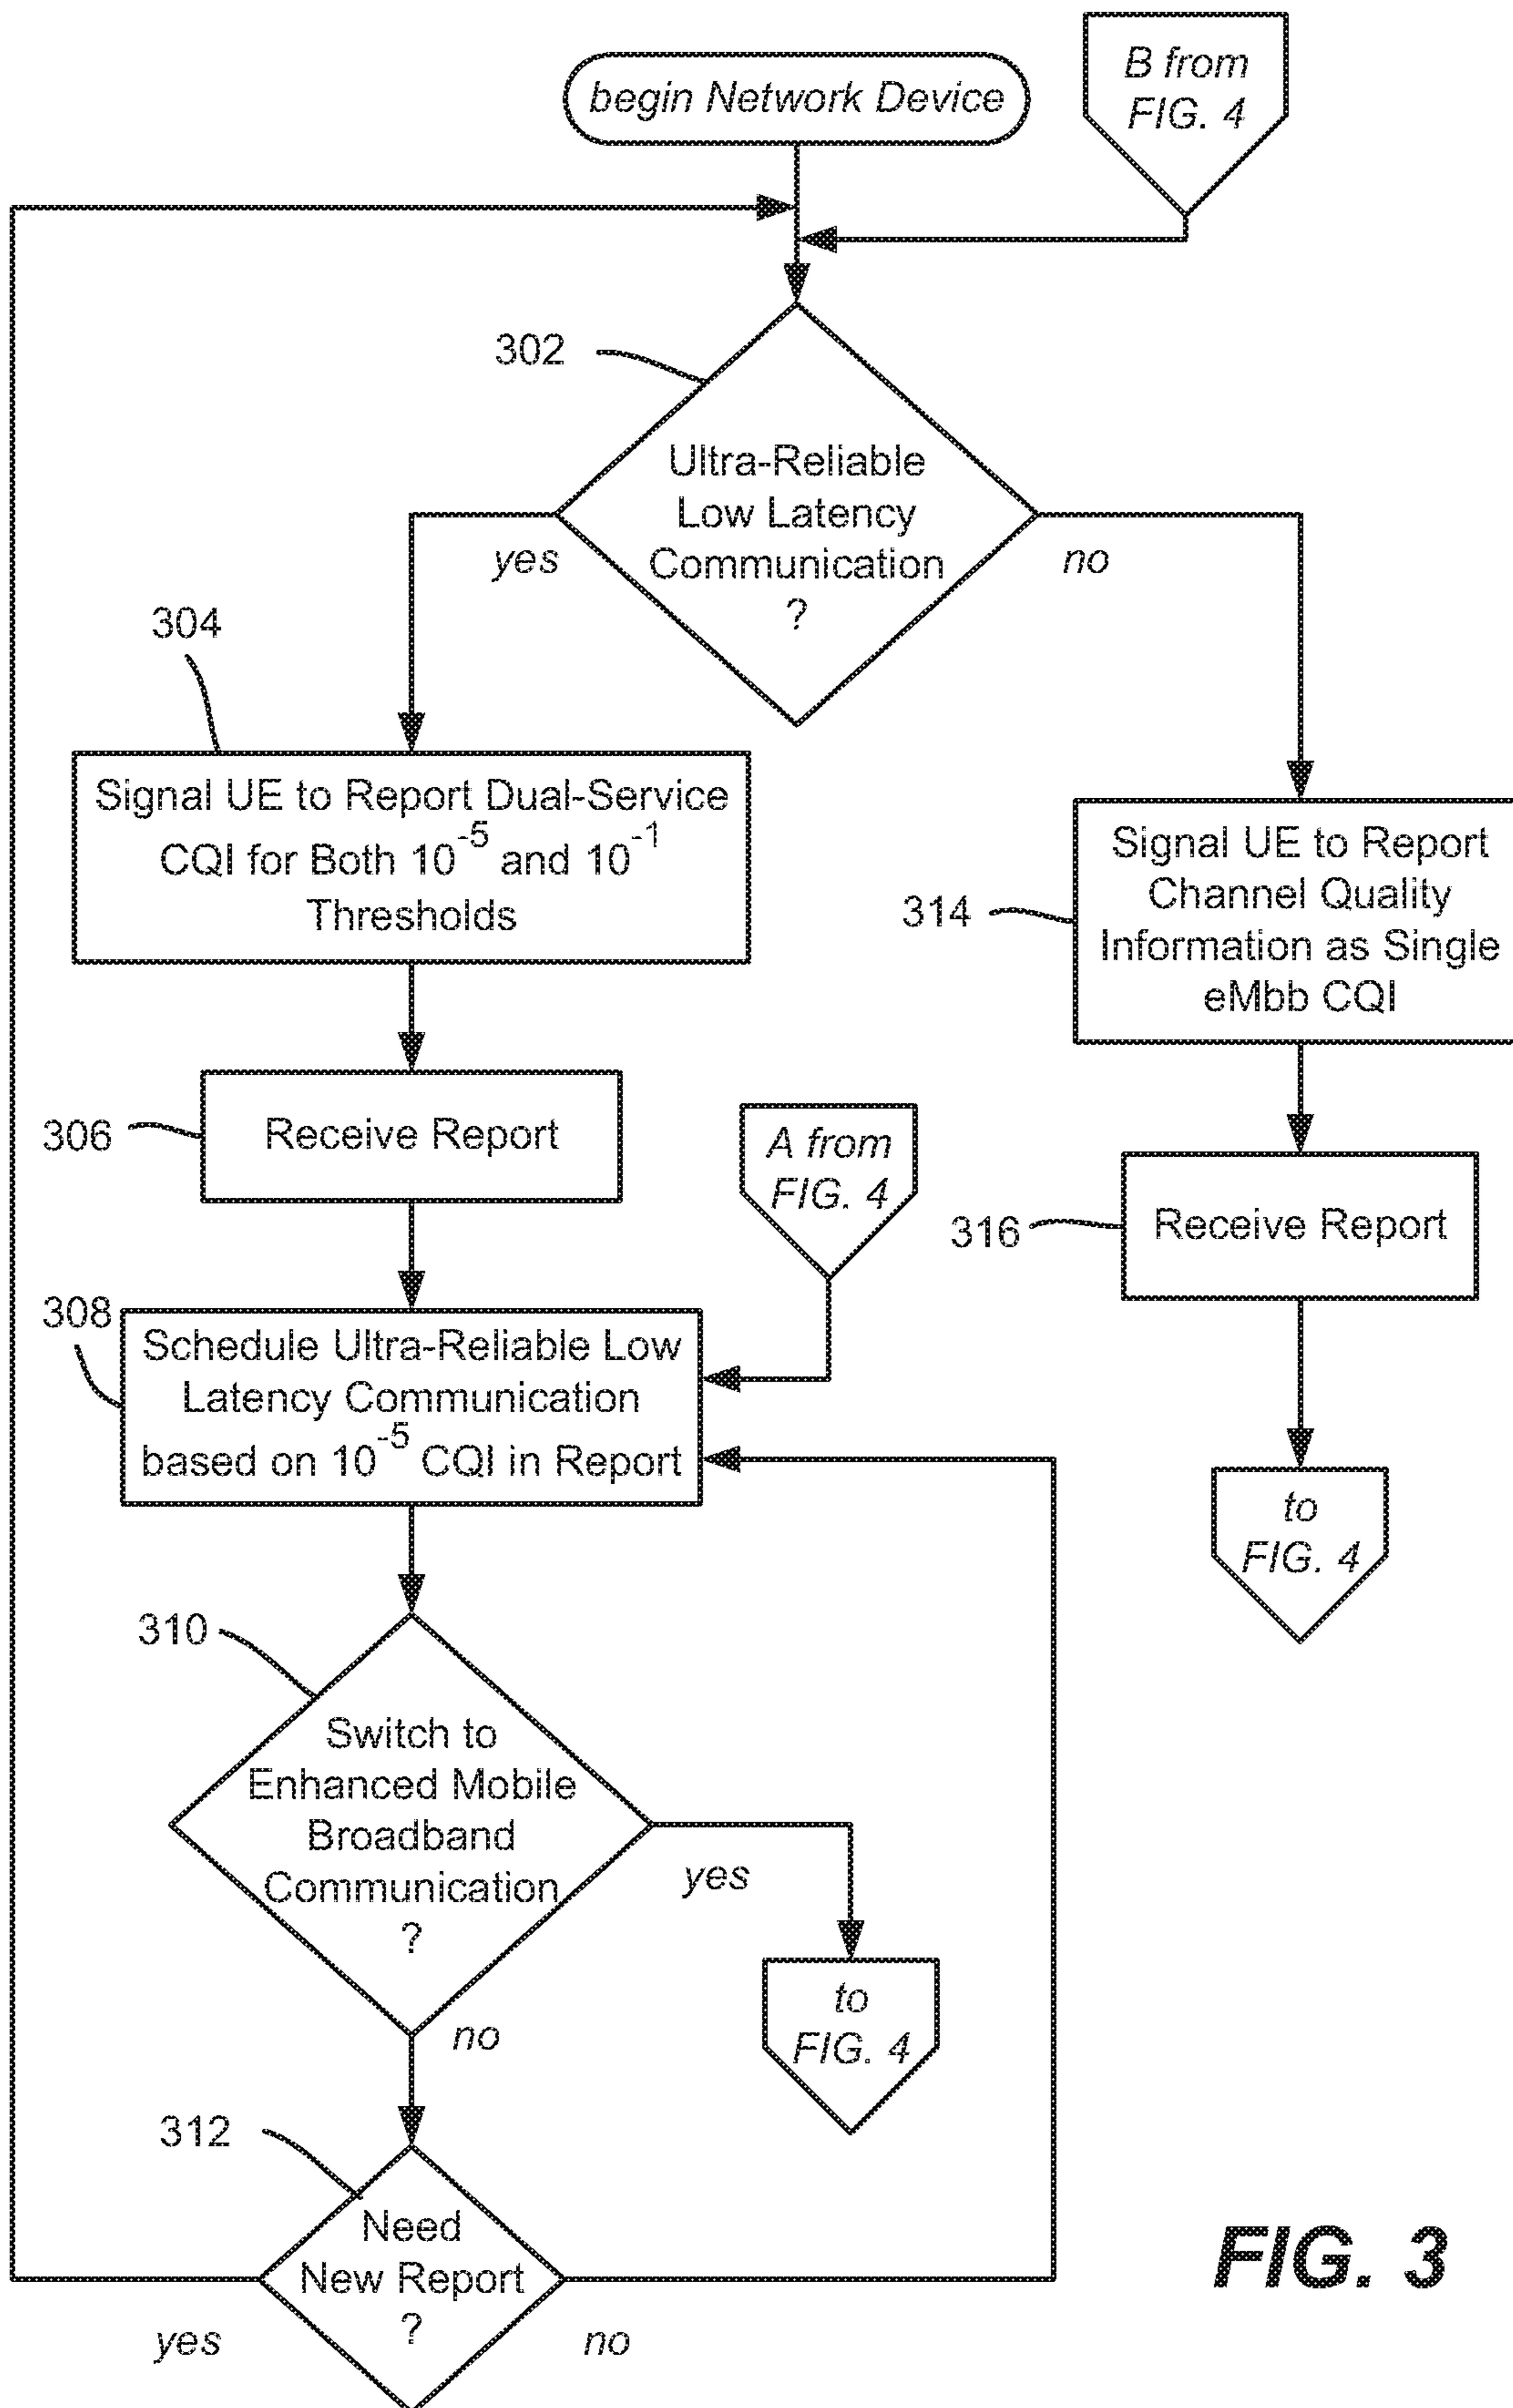 begin Network Device
B from
FIG. 4
302
Ultra-Reliable
Low Latency
Communication
?
yes
no
304
Signal UE to Report Dual-Service
CQI for Both 10^-5 and 10^-1
Thresholds
314
Signal UE to Report
Channel Quality
Information as Single
eMbb CQI
306
Receive Report
A from
FIG. 4
316
Receive Report
308
Schedule Ultra-Reliable Low
Latency Communication
based on 10^-5 CQI in Report
to
FIG. 4
310
Switch to
Enhanced Mobile
Broadband
Communication
?
yes
no
to
FIG. 4
312
Need
New Report
?
yes
no
FIG. 3